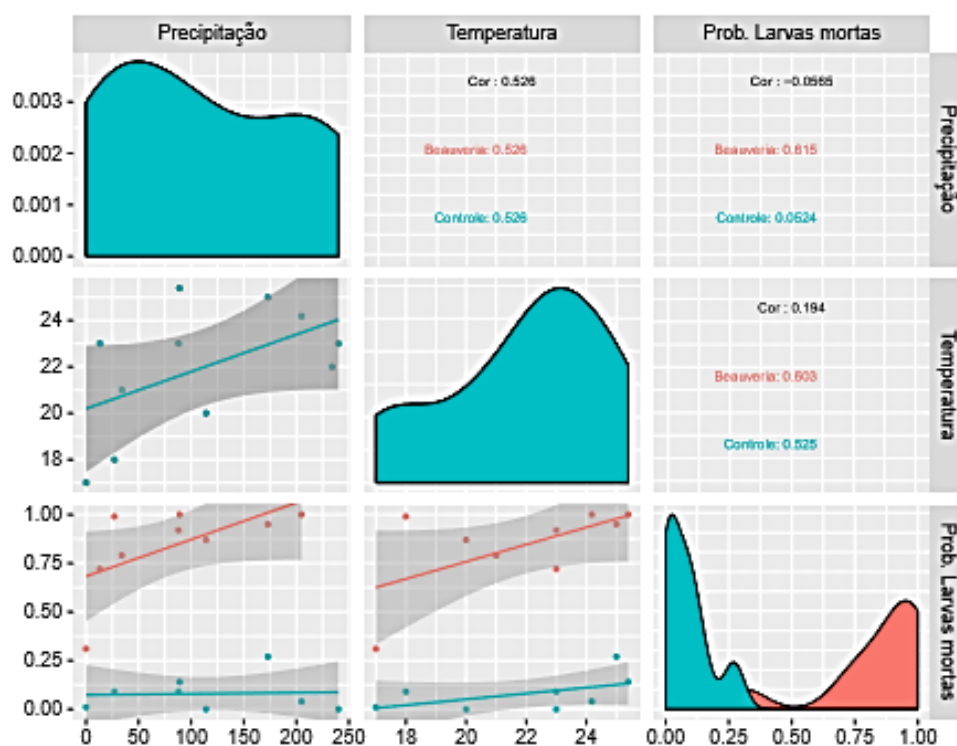 Precipitação
Temperatura
Prob. Larvas mortas
0.003
0.002
0.001
0.000
Cor : 0.526
Beauveria: 0.526
Controle: 0.526
Cor : -0.0565
Beauveria: 0.615
Controle: 0.0524
Precipitação
24
22
20
18
Cor : 0.194
Beauveria: 0.603
Controle: 0.525
Temperatura
1.00
0.75
0.50
0.25
0.00
Prob. Larvas mortas
0 50 100 150 200 250
18 20 22 24
0.00 0.25 0.50 0.75 1.00